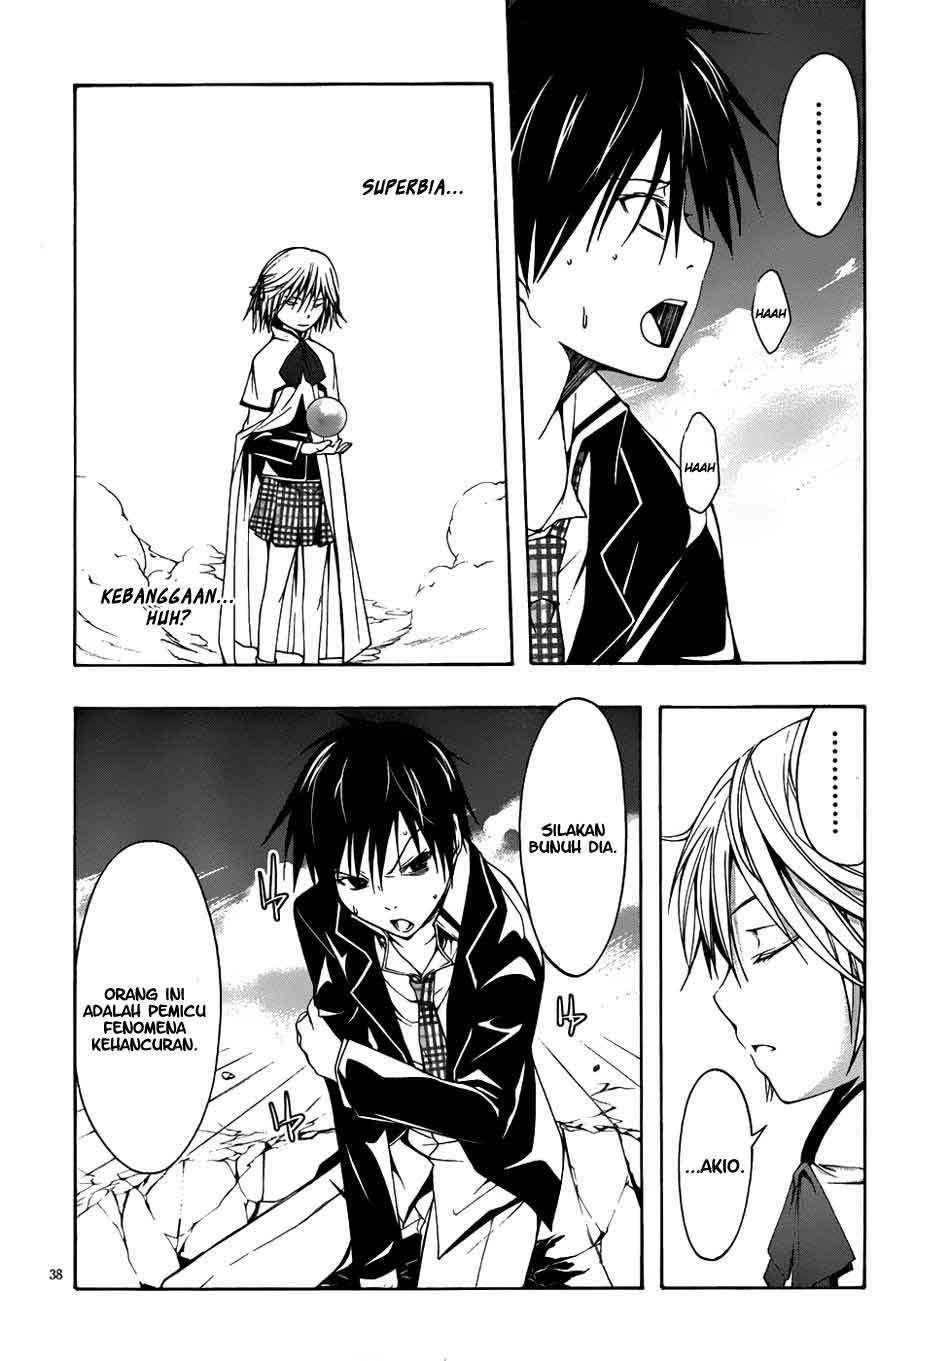 ………
HAAH
HAAH
SUPERBIA...
KEBANGGAAN...
HUH?
………
...AKIO.
SILAKAN
BUNUH DIA.
ORANG INI
ADALAH PEMICU
FENOMENA
KEHANCURAN.
38